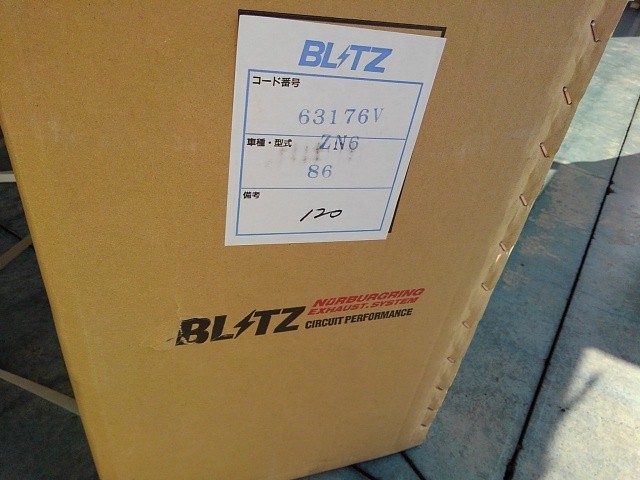 BLITZ
コード番号
63176V
車種・型式
ZN6
86
備考
120
BLITZ
NÜRBURGRING
EXHAUST.SYSTEM
CIRCUIT PERFORMANCE